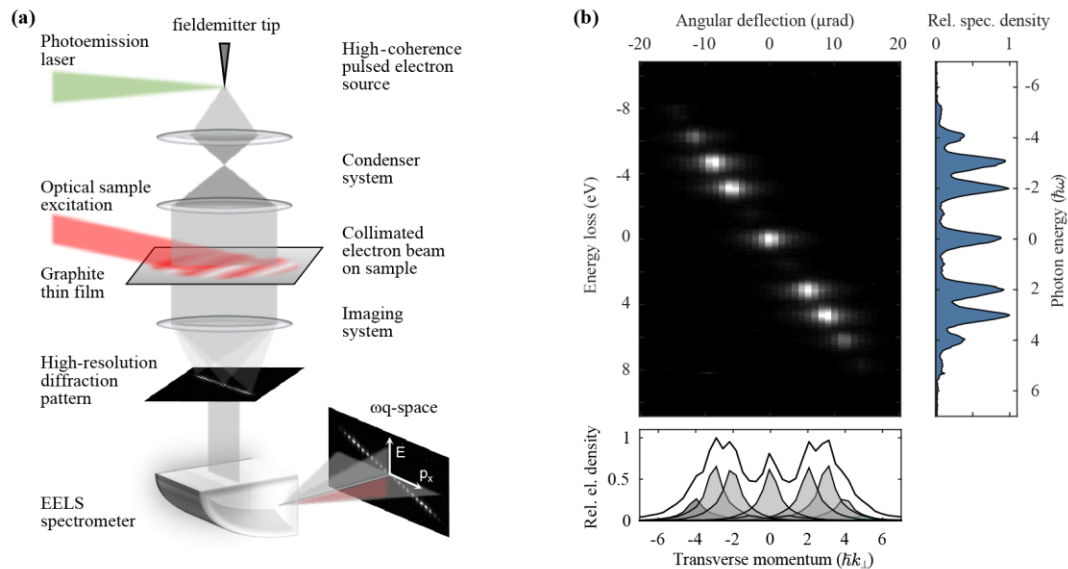 (a)
fieldemitter tip
Photoemission
laser
High-coherence
pulsed electron
source
Condenser
system
Optical sample
excitation
Collimated
electron beam
on sample
Graphite
thin film
Imaging
system
High-resolution
diffraction
pattern
ωq-space
E
pₓ
EELS
spectrometer
(b)
Angular deflection (µrad)
-20 -10 0 10 20
Energy loss (eV)
-8
-4
0
4
8
Rel. spec. density
0 1
Photon energy (ħω)
-6
-4
-2
0
2
4
6
Rel. el. density
1
0.5
0
-6 -4 -2 0 2 4 6
Transverse momentum (ħk⊥)